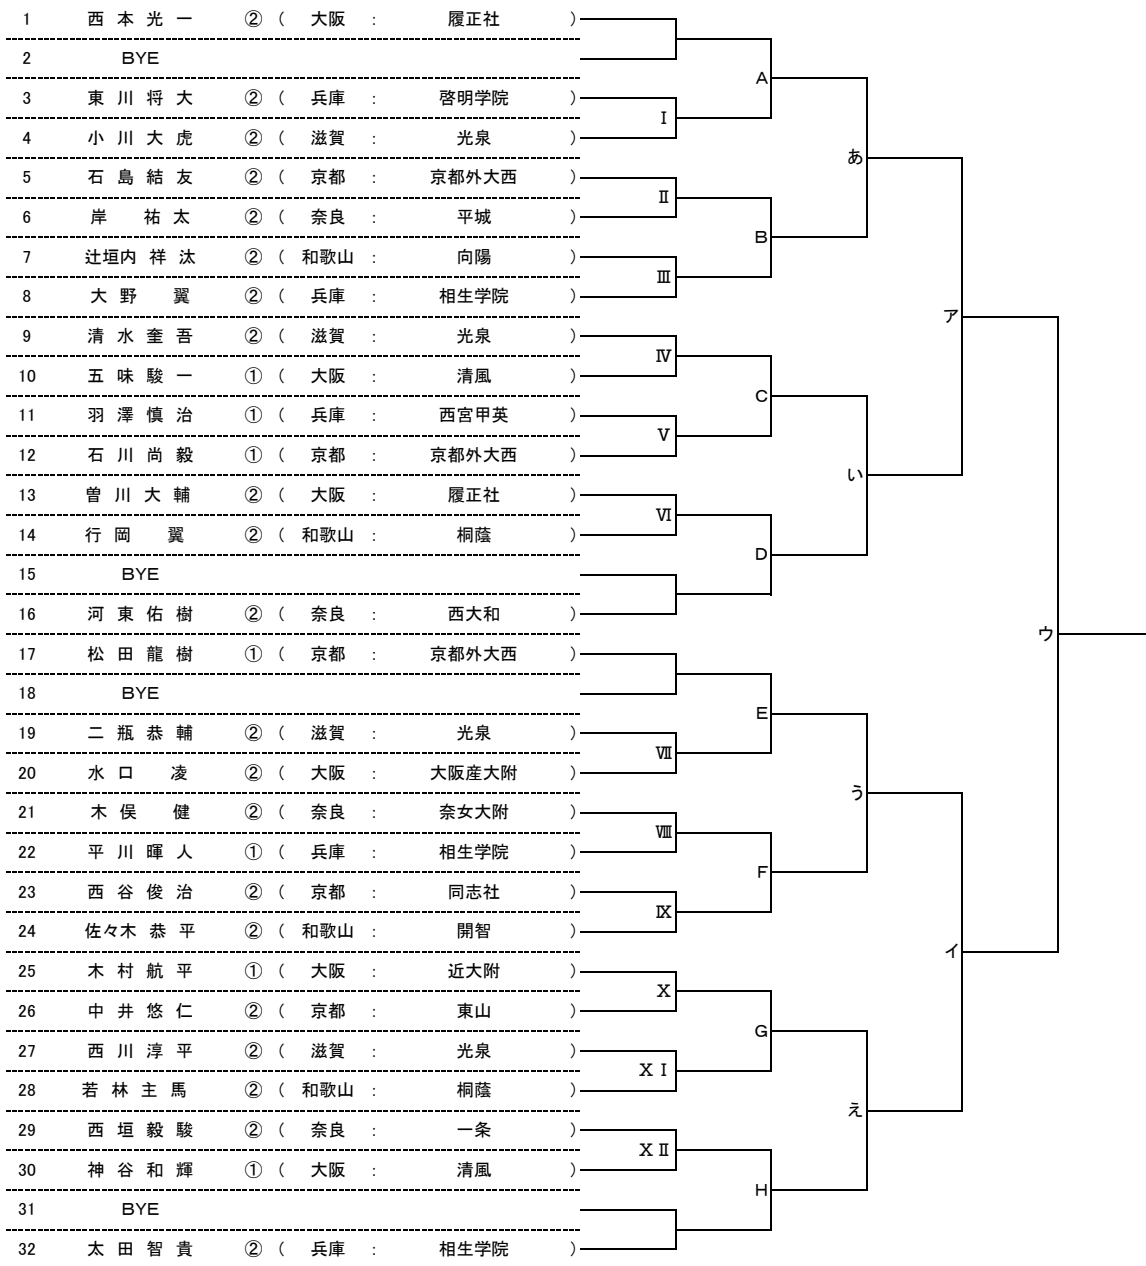 1 西 本 光 一 ② （ 大阪 ： 履正社 ）
2 BYE
A
3 東 川 将 大 ② （ 兵庫 ： 啓明学院 ）
Ⅰ
4 小 川 大 虎 ② （ 滋賀 ： 光泉 ）
あ
5 石 島 結 友 ② （ 京都 ： 京都外大西 ）
Ⅱ
6 岸 祐 太 ② （ 奈良 ： 平城 ）
B
7 辻垣内 祥 汰 ② （ 和歌山 ： 向陽 ）
Ⅲ
8 大 野 翼 ② （ 兵庫 ： 相生学院 ）
ア
9 清 水 奎 吾 ② （ 滋賀 ： 光泉 ）
Ⅳ
10 五 味 駿 一 ① （ 大阪 ： 清風 ）
C
11 羽 澤 慎 治 ① （ 兵庫 ： 西宮甲英 ）
Ⅴ
12 石 川 尚 毅 ① （ 京都 ： 京都外大西 ）
い
13 曽 川 大 輔 ② （ 大阪 ： 履正社 ）
Ⅵ
14 行 岡 翼 ② （ 和歌山 ： 桐蔭 ）
D
15 BYE
16 河 東 佑 樹 ② （ 奈良 ： 西大和 ）
ウ
17 松 田 龍 樹 ① （ 京都 ： 京都外大西 ）
18 BYE
E
19 二 瓶 恭 輔 ② （ 滋賀 ： 光泉 ）
Ⅶ
20 水 口 凌 ② （ 大阪 ： 大阪産大附 ）
う
21 木 俣 健 ② （ 奈良 ： 奈女大附 ）
Ⅷ
22 平 川 暉 人 ① （ 兵庫 ： 相生学院 ）
F
23 西 谷 俊 治 ② （ 京都 ： 同志社 ）
Ⅸ
24 佐々木 恭 平 ② （ 和歌山 ： 開智 ）
イ
25 木 村 航 平 ① （ 大阪 ： 近大附 ）
Ⅹ
26 中 井 悠 仁 ② （ 京都 ： 東山 ）
G
27 西 川 淳 平 ② （ 滋賀 ： 光泉 ）
ⅩⅠ
28 若 林 主 馬 ② （ 和歌山 ： 桐蔭 ）
え
29 西 垣 毅 駿 ② （ 奈良 ： 一条 ）
ⅩⅡ
30 神 谷 和 輝 ① （ 大阪 ： 清風 ）
H
31 BYE
32 太 田 智 貴 ② （ 兵庫 ： 相生学院 ）